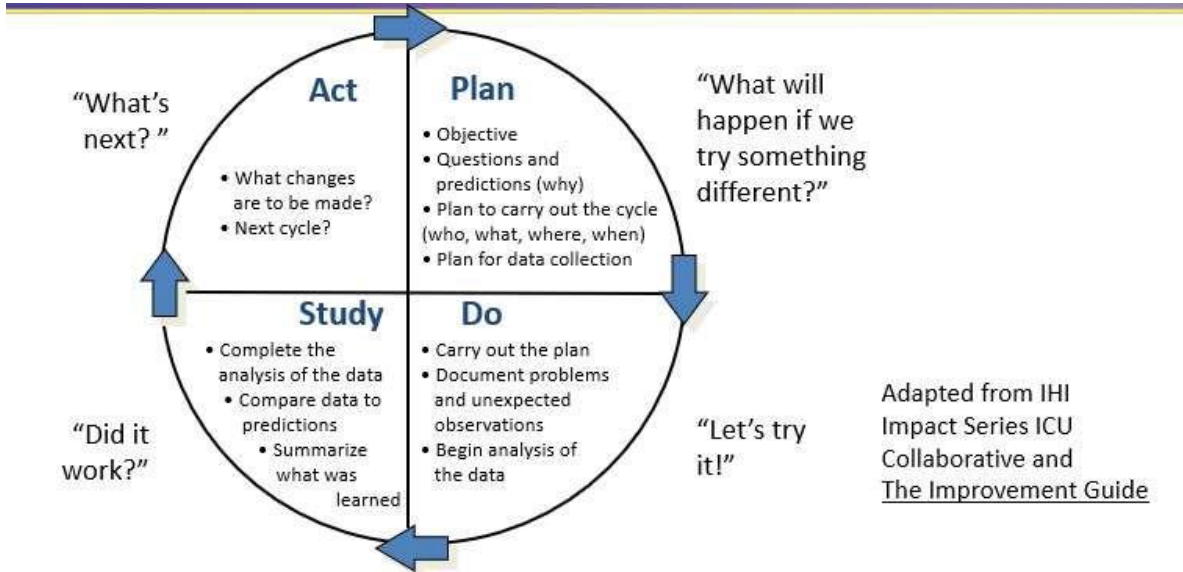 Act
• What changes
are to be made?
• Next cycle?
Plan
• Objective
• Questions and
predictions (why)
• Plan to carry out the cycle
(who, what, where, when)
• Plan for data collection
“What will
happen if we
try something
different?”
Do
• Carry out the plan
• Document problems
and unexpected
observations
• Begin analysis of
the data
“Let’s try
it!”
Study
• Complete the
analysis of the data
• Compare data to
predictions
• Summarize
what was
learned
“Did it
work?”
“What’s
next? ”
Adapted from IHI
Impact Series ICU
Collaborative and
The Improvement Guide